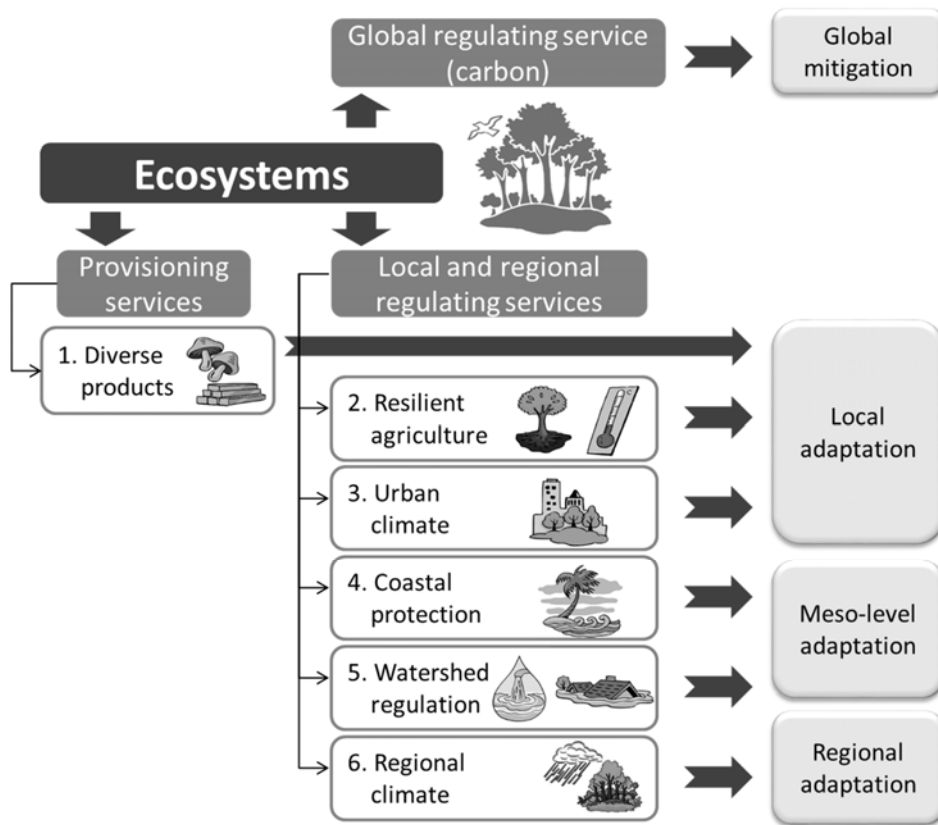 Global regulating service
(carbon)
Global
mitigation
Ecosystems
Provisioning
services
Local and regional
regulating services
1. Diverse
products
2. Resilient
agriculture
3. Urban
climate
4. Coastal
protection
5. Watershed
regulation
6. Regional
climate
Local
adaptation
Meso-level
adaptation
Regional
adaptation